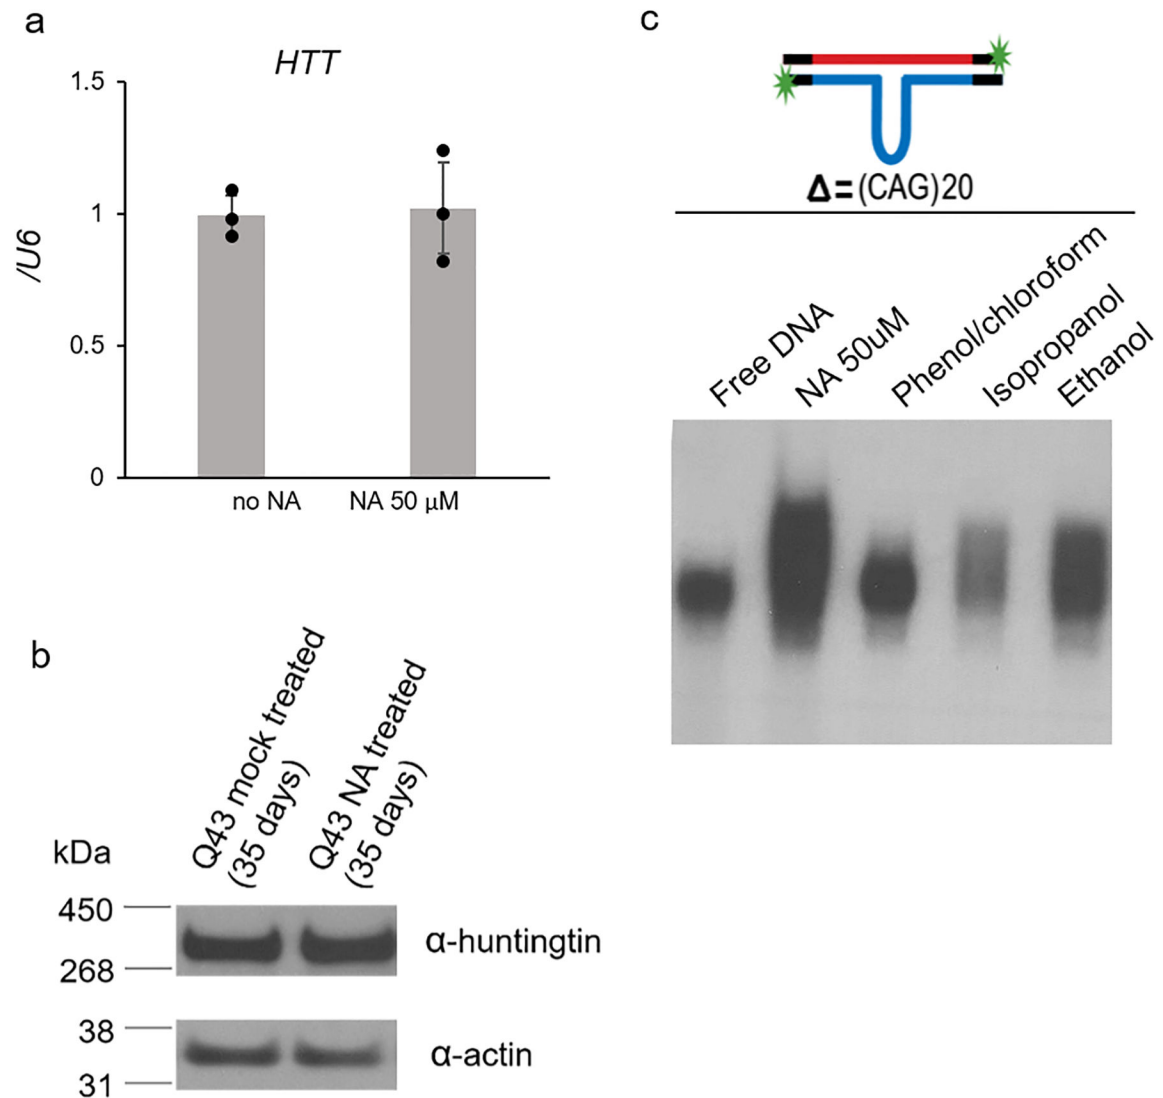 a
HTT
/U6
1.5
1
0.5
0
no NA
NA 50 µM
b
Q43 mock treated
(35 days)
Q43 NA treated
(35 days)
kDa
450
268
α-huntingtin
38
31
α-actin
c
Δ=(CAG)20
Free DNA
NA 50uM
Phenol/chloroform
Isopropanol
Ethanol